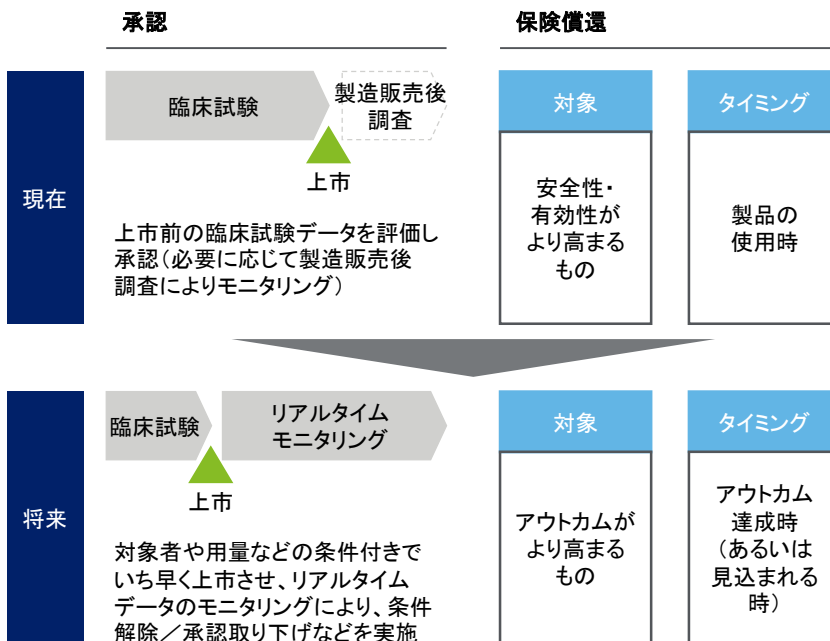 承認
保険償還
現在
臨床試験
製造販売後
調査
上市
上市前の臨床試験データを評価し
承認(必要に応じて製造販売後
調査によりモニタリング)
対象
安全性・
有効性が
より高まる
もの
タイミング
製品の
使用時
将来
臨床試験
リアルタイム
モニタリング
上市
対象者や用量などの条件付きで
いち早く上市させ、リアルタイム
データのモニタリングにより、条件
解除／承認取り下げなどを実施
対象
アウトカムが
より高まる
もの
タイミング
アウトカム
達成時
(あるいは
見込まれる
時)